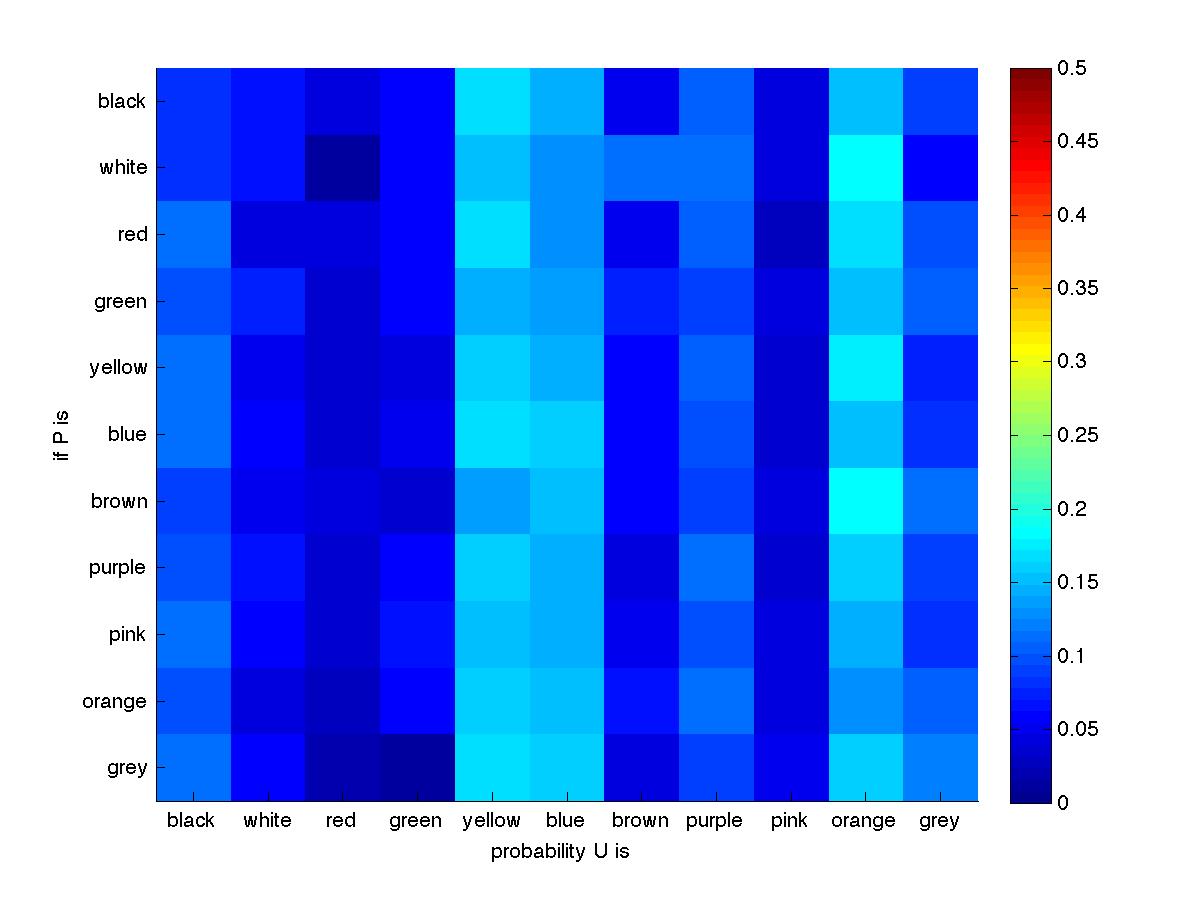 black
white
red
green
yellow
blue
brown
purple
pink
orange
grey
if P is
black white red green yellow blue brown purple pink orange grey
probability U is
0.5
0.45
0.4
0.35
0.3
0.25
0.2
0.15
0.1
0.05
0